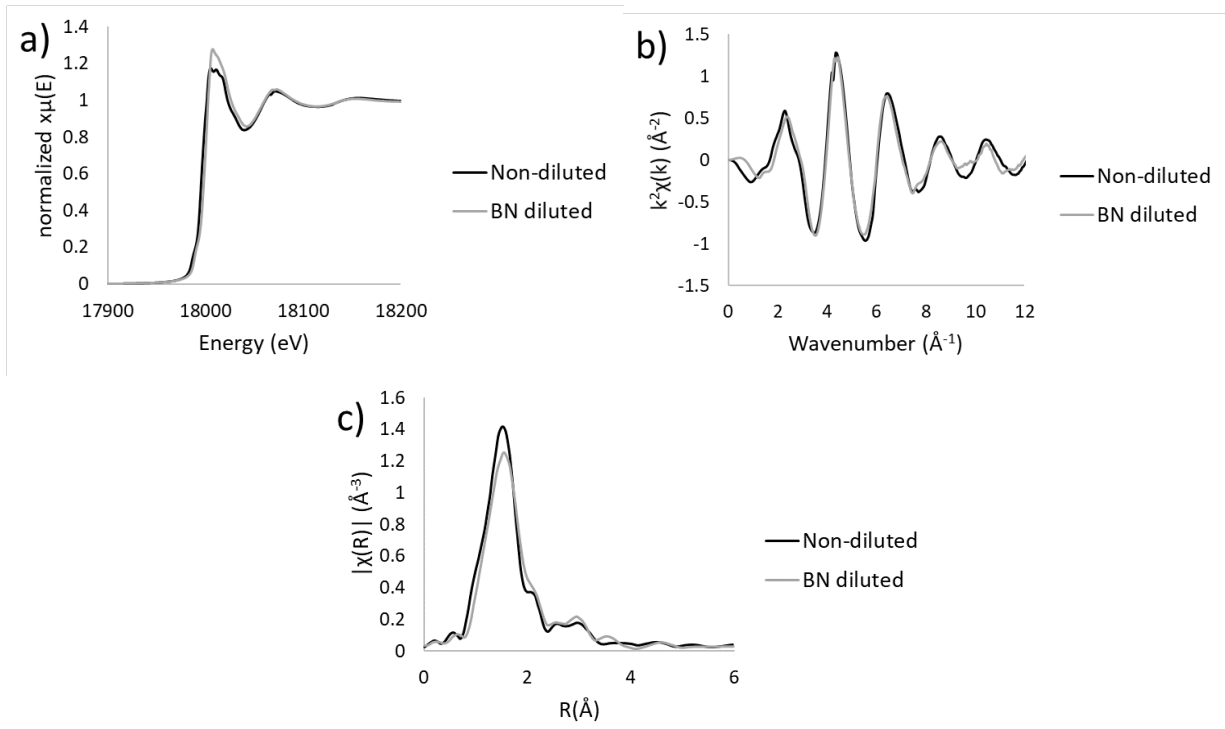 a)
normalized xμ(E)
1.4
1.2
1
0.8
0.6
0.4
0.2
0
17900 18000 18100 18200
Energy (eV)
Non-diluted
BN diluted
b)
k²χ(k) (Å⁻²)
1.5
1
0.5
0
-0.5
-1
-1.5
0 2 4 6 8 10 12
Wavenumber (Å⁻¹)
Non-diluted
BN diluted
c)
|χ(R)| (Å⁻³)
1.6
1.4
1.2
1
0.8
0.6
0.4
0.2
0
0 2 4 6
R(Å)
Non-diluted
BN diluted